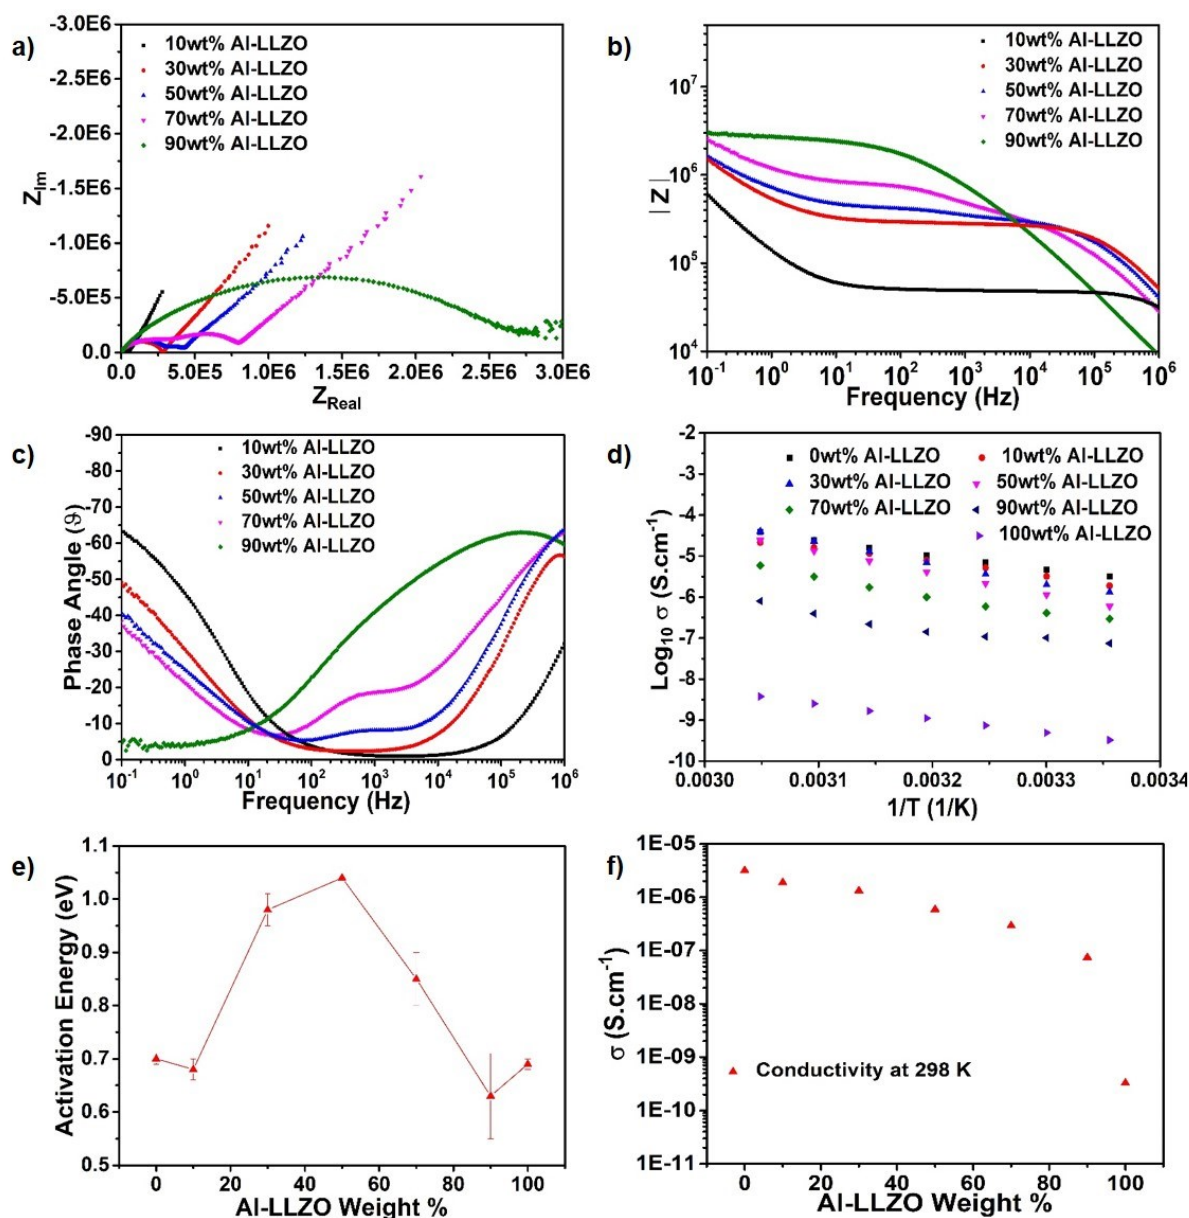 a)
-3.0E6
-2.5E6
-2.0E6
-1.5E6
-1.0E6
-5.0E5
0.0
Z_Im
10wt% Al-LLZO
30wt% Al-LLZO
50wt% Al-LLZO
70wt% Al-LLZO
90wt% Al-LLZO
0.0 5.0E5 1.0E6 1.5E6 2.0E6 2.5E6 3.0E6
Z_Real
b)
10^7
10^6
10^5
10^4
| Z |
10wt% Al-LLZO
30wt% Al-LLZO
50wt% Al-LLZO
70wt% Al-LLZO
90wt% Al-LLZO
10^-1 10^0 10^1 10^2 10^3 10^4 10^5 10^6
Frequency (Hz)
c)
-90
-80
-70
-60
-50
-40
-30
-20
-10
0
Phase Angle (ϑ)
10wt% Al-LLZO
30wt% Al-LLZO
50wt% Al-LLZO
70wt% Al-LLZO
90wt% Al-LLZO
10^-1 10^0 10^1 10^2 10^3 10^4 10^5 10^6
Frequency (Hz)
d)
-2
-3
-4
-5
-6
-7
-8
-9
-10
Log10 σ (S.cm^-1)
0wt% Al-LLZO 10wt% Al-LLZO
30wt% Al-LLZO 50wt% Al-LLZO
70wt% Al-LLZO 90wt% Al-LLZO
100wt% Al-LLZO
0.0030 0.0031 0.0032 0.0033 0.0034
1/T (1/K)
e)
1.1
1.0
0.9
0.8
0.7
0.6
0.5
Activation Energy (eV)
0 20 40 60 80 100
Al-LLZO Weight %
f)
1E-05
1E-06
1E-07
1E-08
1E-09
1E-10
1E-11
σ (S.cm^-1)
Conductivity at 298 K
0 20 40 60 80 100
Al-LLZO Weight %